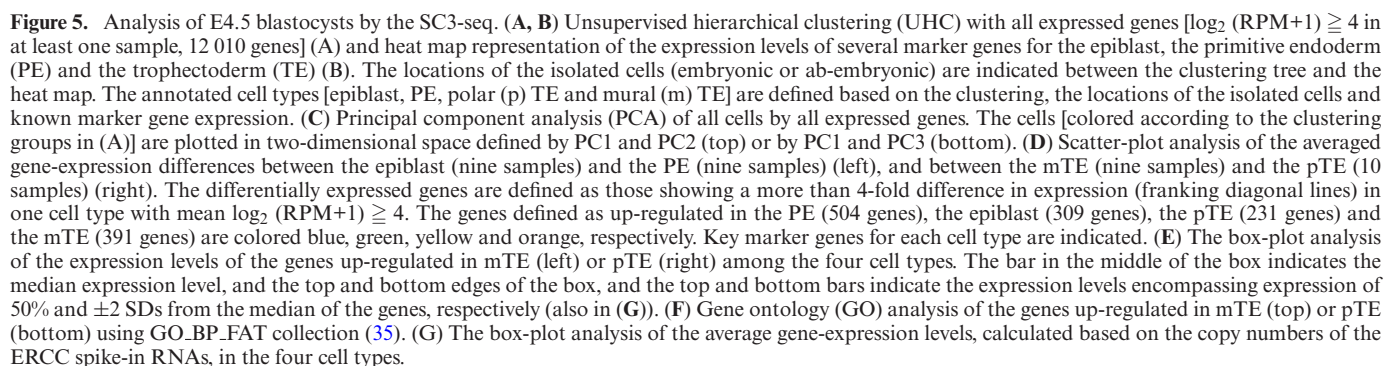 Figure 5. Analysis of E4.5 blastocysts by the SC3-seq. (A, B) Unsupervised hierarchical clustering (UHC) with all expressed genes [log₂ (RPM+1) ≧ 4 in
at least one sample, 12 010 genes] (A) and heat map representation of the expression levels of several marker genes for the epiblast, the primitive endoderm
(PE) and the trophectoderm (TE) (B). The locations of the isolated cells (embryonic or ab-embryonic) are indicated between the clustering tree and the
heat map. The annotated cell types [epiblast, PE, polar (p) TE and mural (m) TE] are defined based on the clustering, the locations of the isolated cells and
known marker gene expression. (C) Principal component analysis (PCA) of all cells by all expressed genes. The cells [colored according to the clustering
groups in (A)] are plotted in two-dimensional space defined by PC1 and PC2 (top) or by PC1 and PC3 (bottom). (D) Scatter-plot analysis of the averaged
gene-expression differences between the epiblast (nine samples) and the PE (nine samples) (left), and between the mTE (nine samples) and the pTE (10
samples) (right). The differentially expressed genes are defined as those showing a more than 4-fold difference in expression (franking diagonal lines) in
one cell type with mean log₂ (RPM+1) ≧ 4. The genes defined as up-regulated in the PE (504 genes), the epiblast (309 genes), the pTE (231 genes) and
the mTE (391 genes) are colored blue, green, yellow and orange, respectively. Key marker genes for each cell type are indicated. (E) The box-plot analysis
of the expression levels of the genes up-regulated in mTE (left) or pTE (right) among the four cell types. The bar in the middle of the box indicates the
median expression level, and the top and bottom edges of the box, and the top and bottom bars indicate the expression levels encompassing expression of
50% and ±2 SDs from the median of the genes, respectively (also in (G)). (F) Gene ontology (GO) analysis of the genes up-regulated in mTE (top) or pTE
(bottom) using GO_BP_FAT collection (35). (G) The box-plot analysis of the average gene-expression levels, calculated based on the copy numbers of the
ERCC spike-in RNAs, in the four cell types.